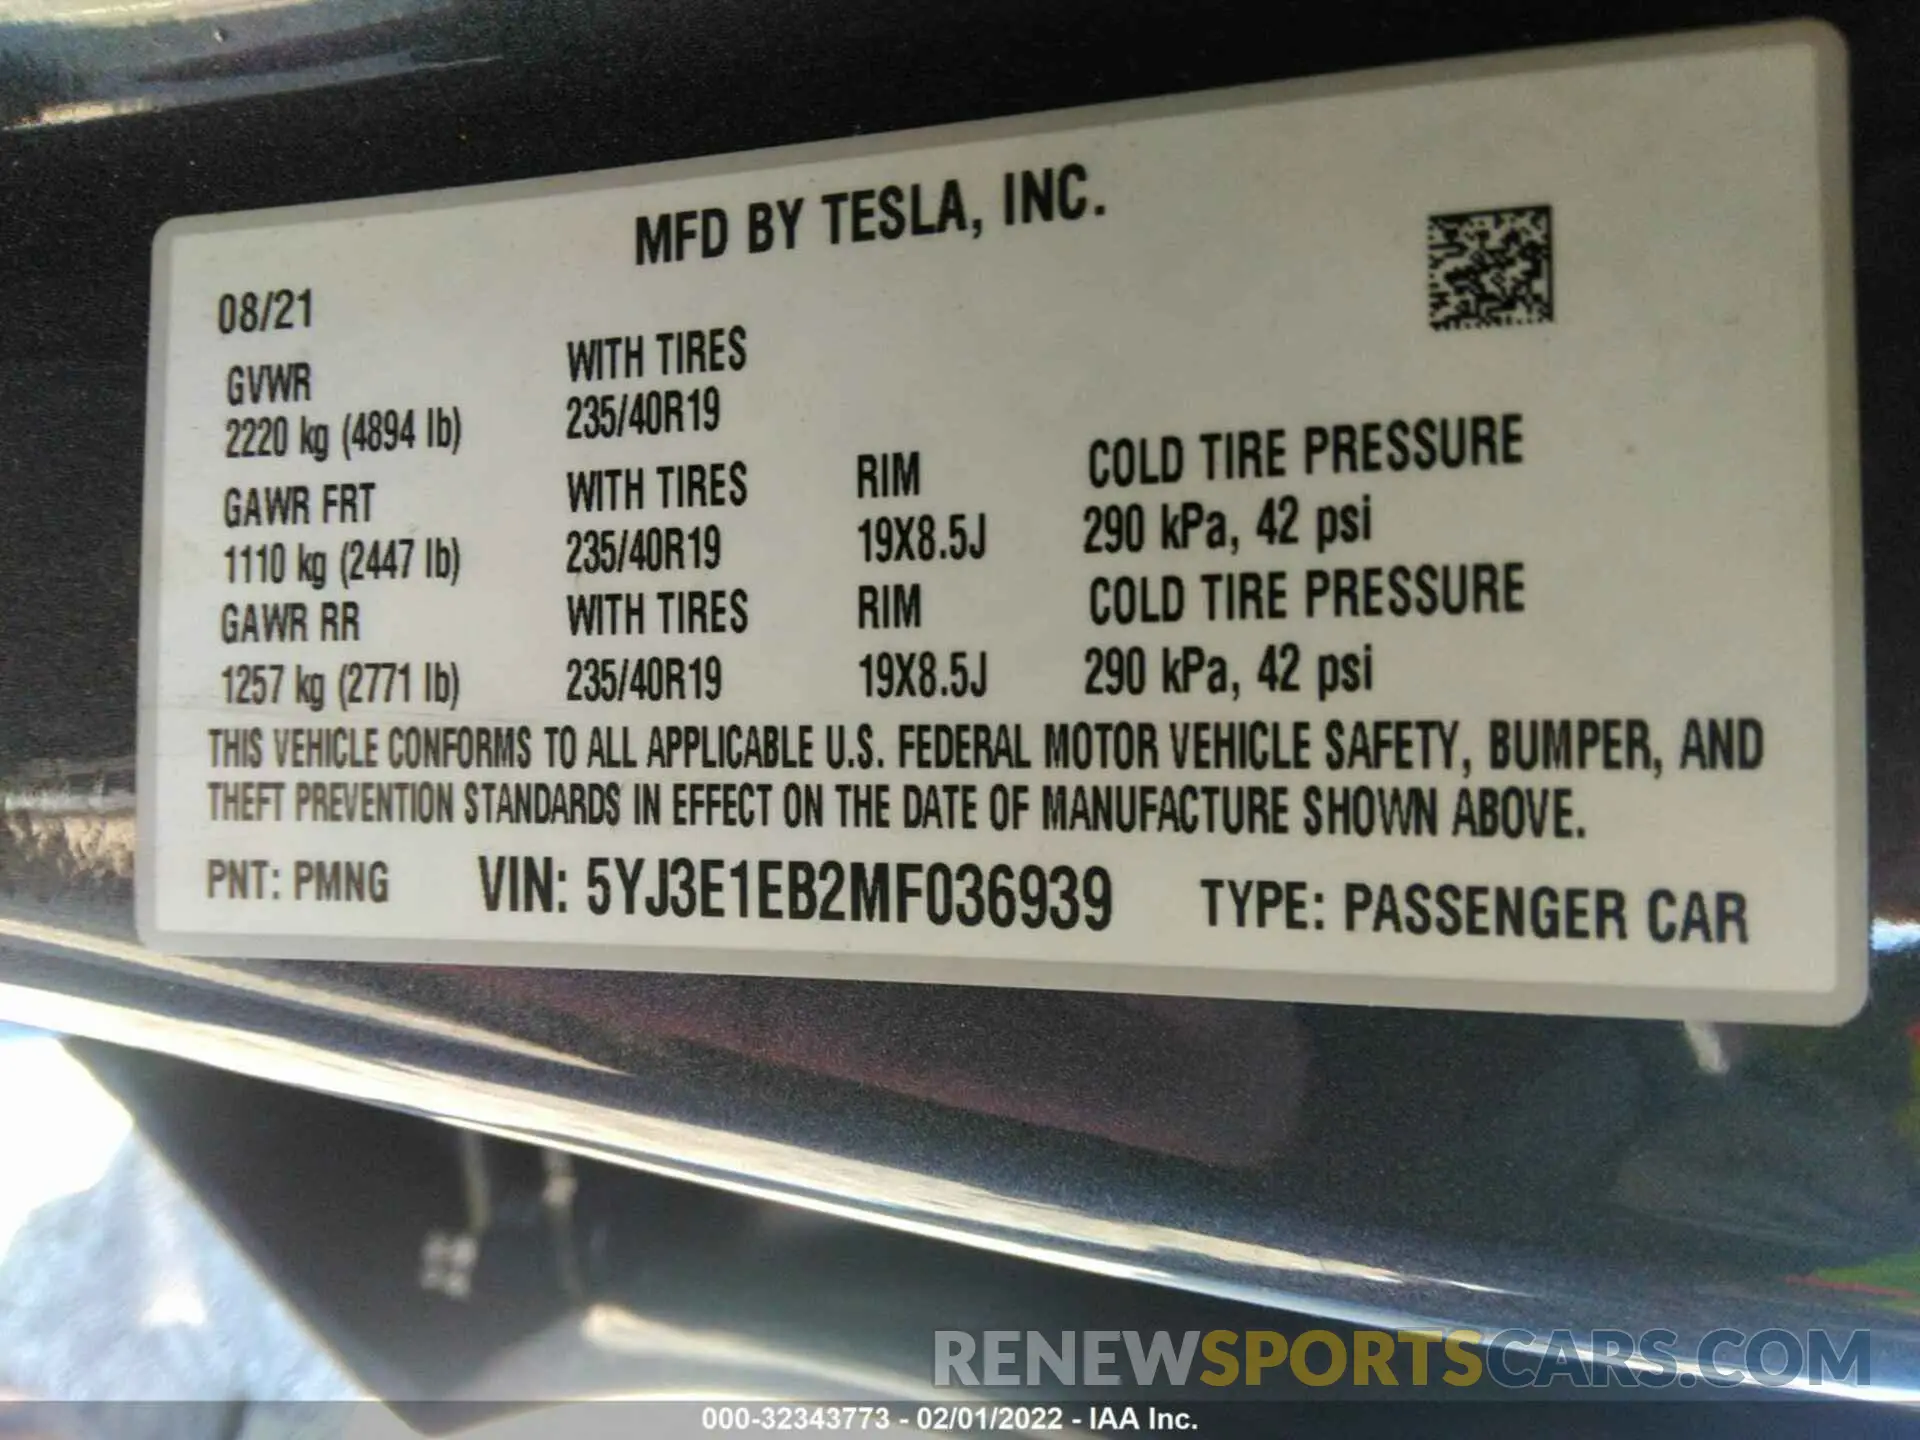 MFD BY TESLA, INC.
08/21
GVWR WITH TIRES
2220 kg (4894 lb) 235/40R19
GAWR FRT WITH TIRES RIM COLD TIRE PRESSURE
1110 kg (2447 lb) 235/40R19 19X8.5J 290 kPa, 42 psi
GAWR RR WITH TIRES RIM COLD TIRE PRESSURE
1257 kg (2771 lb) 235/40R19 19X8.5J 290 kPa, 42 psi
THIS VEHICLE CONFORMS TO ALL APPLICABLE U.S. FEDERAL MOTOR VEHICLE SAFETY, BUMPER, AND
THEFT PREVENTION STANDARDS IN EFFECT ON THE DATE OF MANUFACTURE SHOWN ABOVE.
PNT: PMNG VIN: 5YJ3E1EB2MF036939 TYPE: PASSENGER CAR
RENEWSPORTSCARS.COM
000-32343773 - 02/01/2022 - IAA Inc.